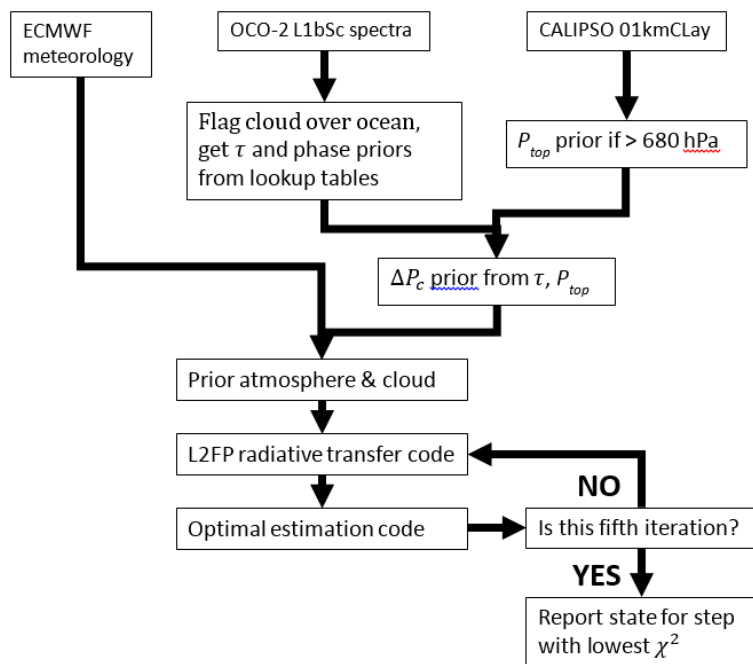 ECMWF
meteorology
OCO-2 L1bSc spectra
CALIPSO 01kmCLay
Flag cloud over ocean,
get τ and phase priors
from lookup tables
P_top prior if > 680 hPa
ΔP_c prior from τ, P_top
Prior atmosphere & cloud
L2FP radiative transfer code
NO
Optimal estimation code
Is this fifth iteration?
YES
Report state for step
with lowest χ²